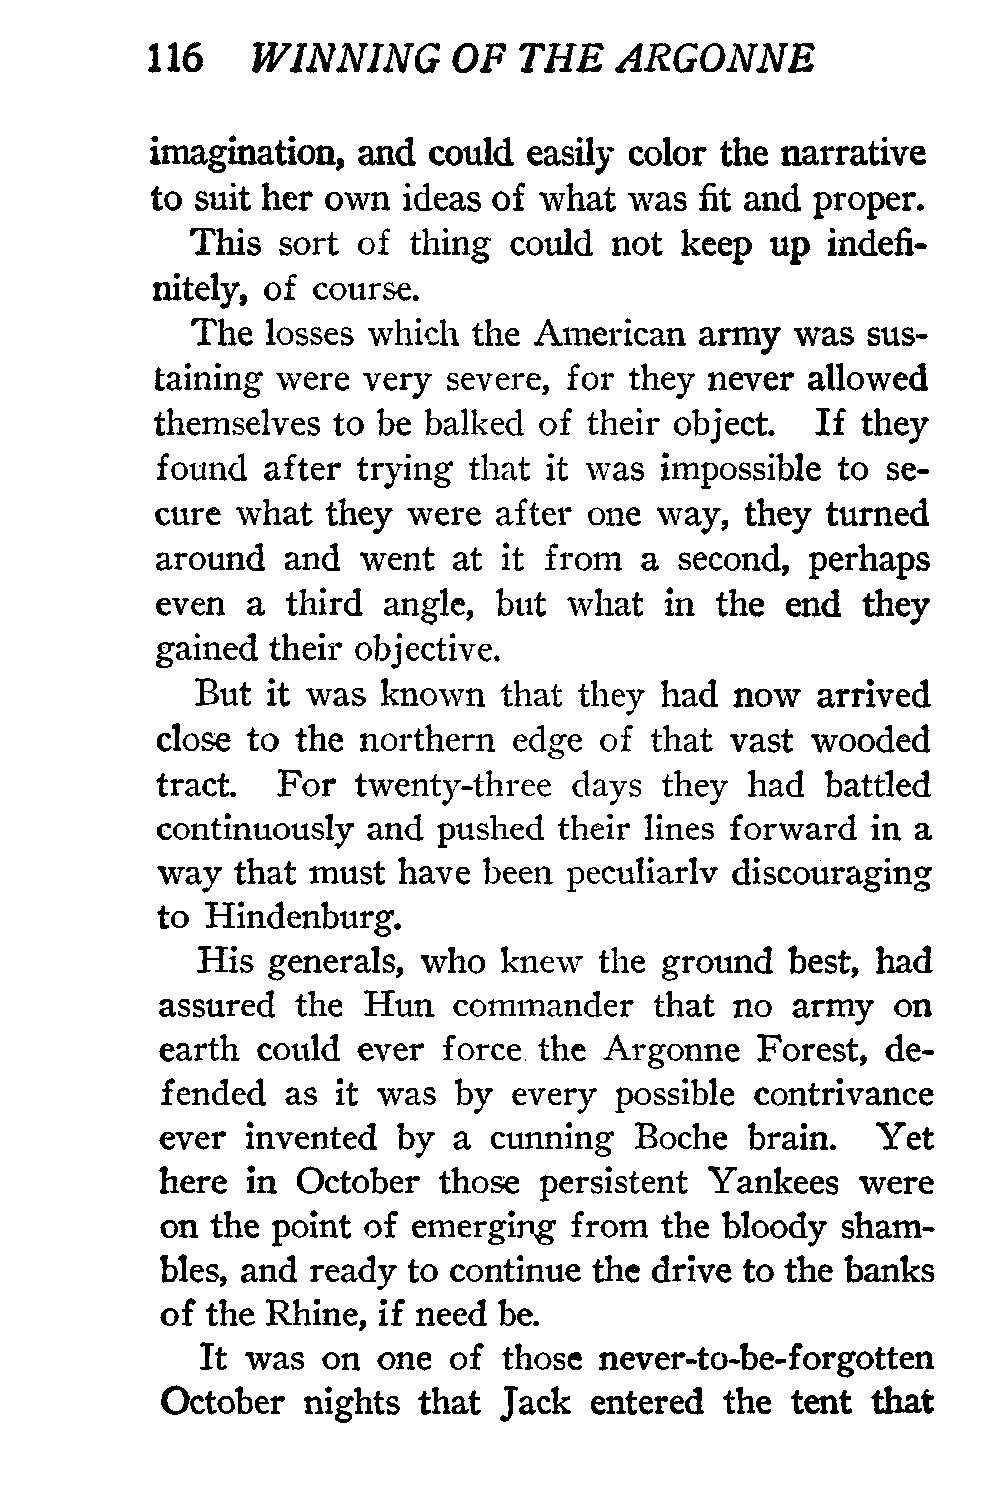 116 WINNING OF THE ARGONNE
imagination, and could easily color the narrative
to suit her own ideas of what was fit and proper.
This sort of thing could not keep up indefi-
nitely, of course.
The losses which the American army was sus-
taining were very severe, for they never allowed
themselves to be balked of their object. If they
found after trying that it was impossible to se-
cure what they were after one way, they turned
around and went at it from a second, perhaps
even a third angle, but what in the end they
gained their objective.
But it was known that they had now arrived
close to the northern edge of that vast wooded
tract. For twenty-three days they had battled
continuously and pushed their lines forward in a
way that must have been peculiarly discouraging
to Hindenburg.
His generals, who knew the ground best, had
assured the Hun commander that no army on
earth could ever force the Argonne Forest, de-
fended as it was by every possible contrivance
ever invented by a cunning Boche brain. Yet
here in October those persistent Yankees were
on the point of emerging from the bloody sham-
bles, and ready to continue the drive to the banks
of the Rhine, if need be.
It was on one of those never-to-be-forgotten
October nights that Jack entered the tent that